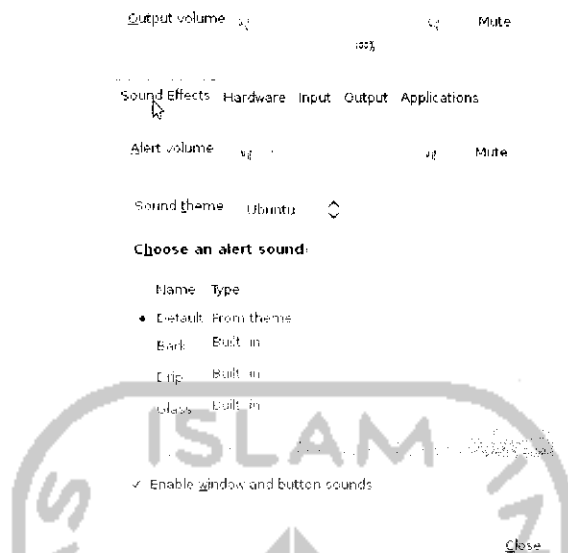 Output volume Mute
100%
Sound Effects Hardware Input Output Applications
Alert volume Mute
Sound theme Ubuntu
Choose an alert sound:
Name Type
Default From theme
Bark Built-in
Drip Built-in
Glass Built-in
ISLAM
Enable window and button sounds
Close